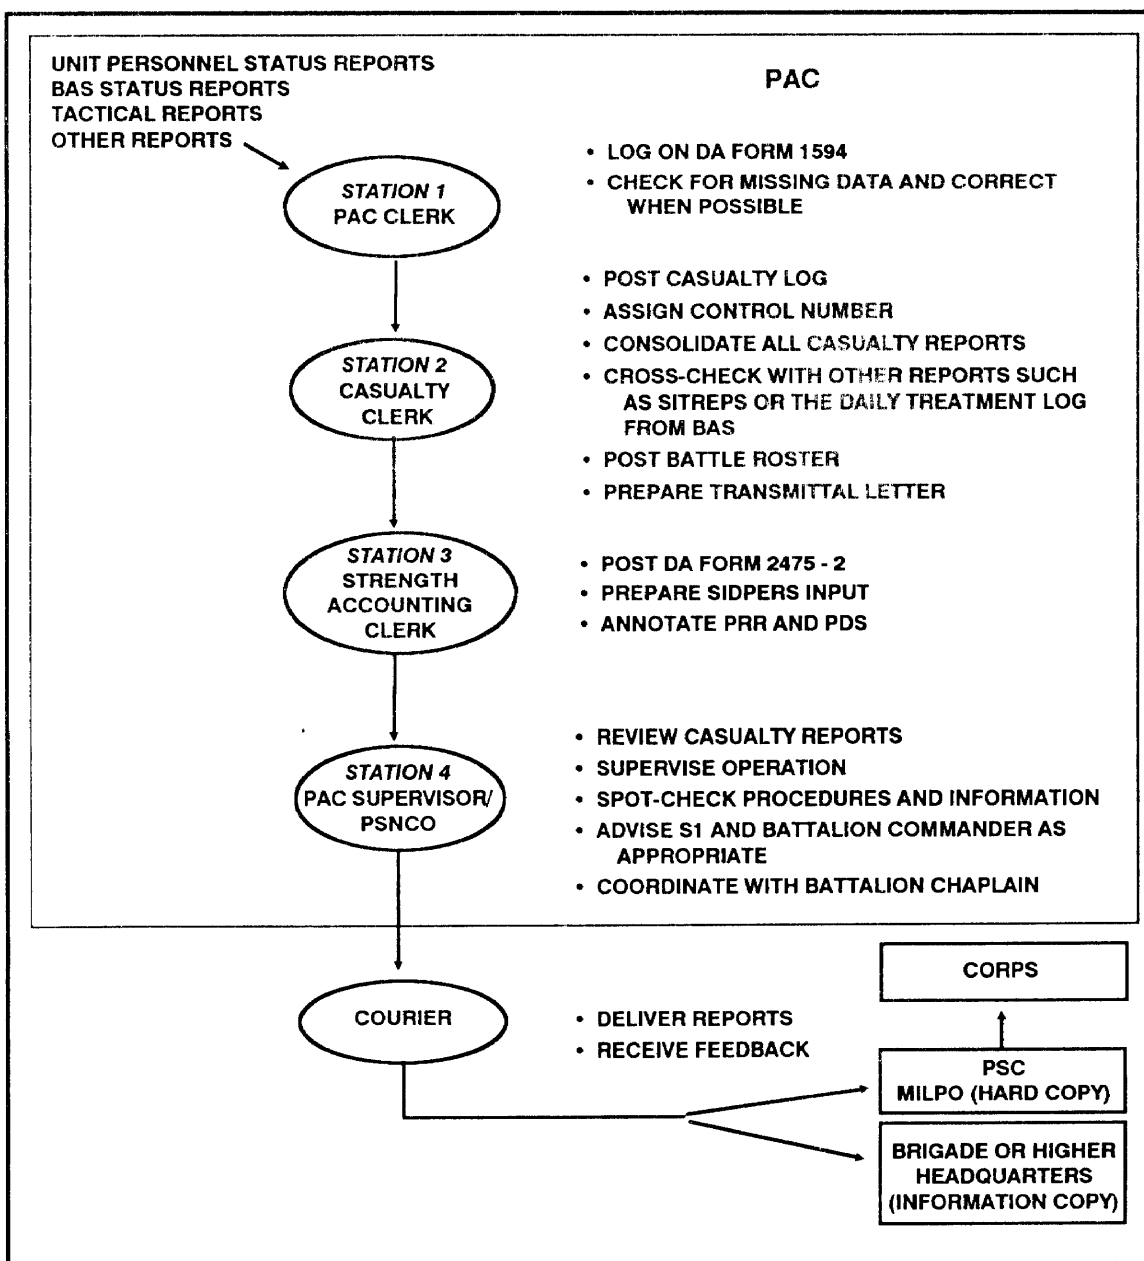 UNIT PERSONNEL STATUS REPORTS
BAS STATUS REPORTS
TACTICAL REPORTS
OTHER REPORTS
PAC
STATION 1
PAC CLERK
• LOG ON DA FORM 1594
• CHECK FOR MISSING DATA AND CORRECT
WHEN POSSIBLE
STATION 2
CASUALTY
CLERK
• POST CASUALTY LOG
• ASSIGN CONTROL NUMBER
• CONSOLIDATE ALL CASUALTY REPORTS
• CROSS-CHECK WITH OTHER REPORTS SUCH
AS SITREPS OR THE DAILY TREATMENT LOG
FROM BAS
• POST BATTLE ROSTER
• PREPARE TRANSMITTAL LETTER
STATION 3
STRENGTH
ACCOUNTING
CLERK
• POST DA FORM 2475 - 2
• PREPARE SIDPERS INPUT
• ANNOTATE PRR AND PDS
STATION 4
PAC SUPERVISOR/
PSNCO
• REVIEW CASUALTY REPORTS
• SUPERVISE OPERATION
• SPOT-CHECK PROCEDURES AND INFORMATION
• ADVISE S1 AND BATTALION COMMANDER AS
APPROPRIATE
• COORDINATE WITH BATTALION CHAPLAIN
COURIER
• DELIVER REPORTS
• RECEIVE FEEDBACK
CORPS
PSC
MILPO (HARD COPY)
BRIGADE OR HIGHER
HEADQUARTERS
(INFORMATION COPY)